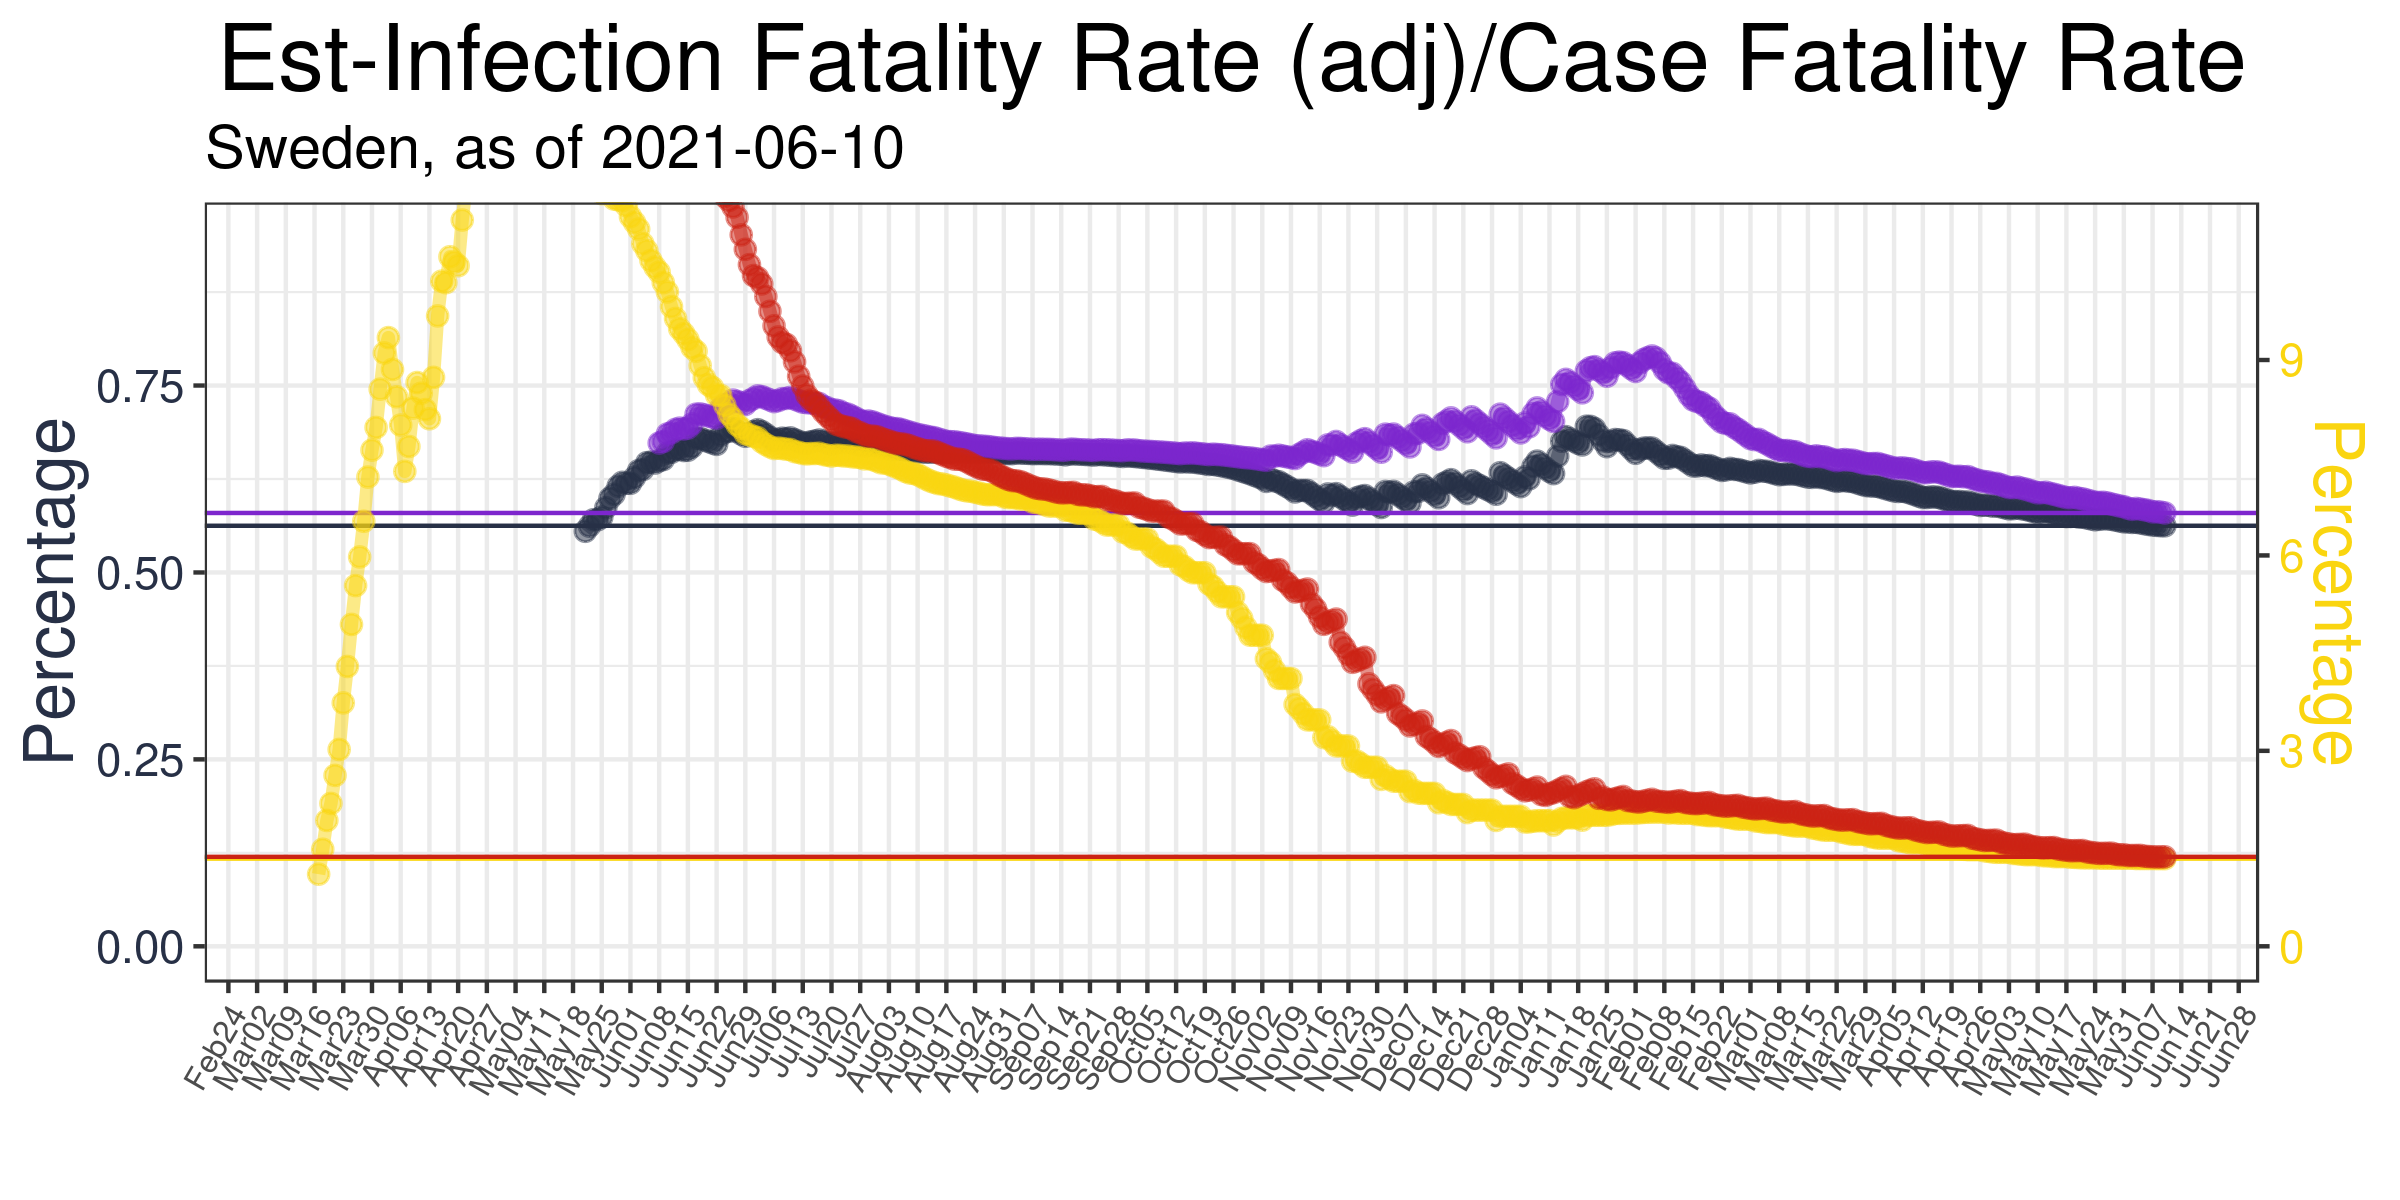 Est-Infection Fatality Rate (adj)/Case Fatality Rate
Sweden, as of 2021-06-10
Percentage
0.75
0.50
0.25
0.00
9
6
3
0
Percentage
Feb24
Mar02
Mar09
Mar16
Mar23
Mar30
Apr06
Apr13
Apr20
Apr27
May04
May11
May18
May25
Jun01
Jun08
Jun15
Jun22
Jun29
Jul06
Jul13
Jul20
Jul27
Aug03
Aug10
Aug17
Aug24
Aug31
Sep07
Sep14
Sep21
Sep28
Oct05
Oct12
Oct19
Oct26
Nov02
Nov09
Nov16
Nov23
Nov30
Dec07
Dec14
Dec21
Dec28
Jan04
Jan11
Jan18
Jan25
Feb01
Feb08
Feb15
Feb22
Mar01
Mar08
Mar15
Mar22
Mar29
Apr05
Apr12
Apr19
Apr26
May03
May10
May17
May24
May31
Jun07
Jun14
Jun21
Jun28